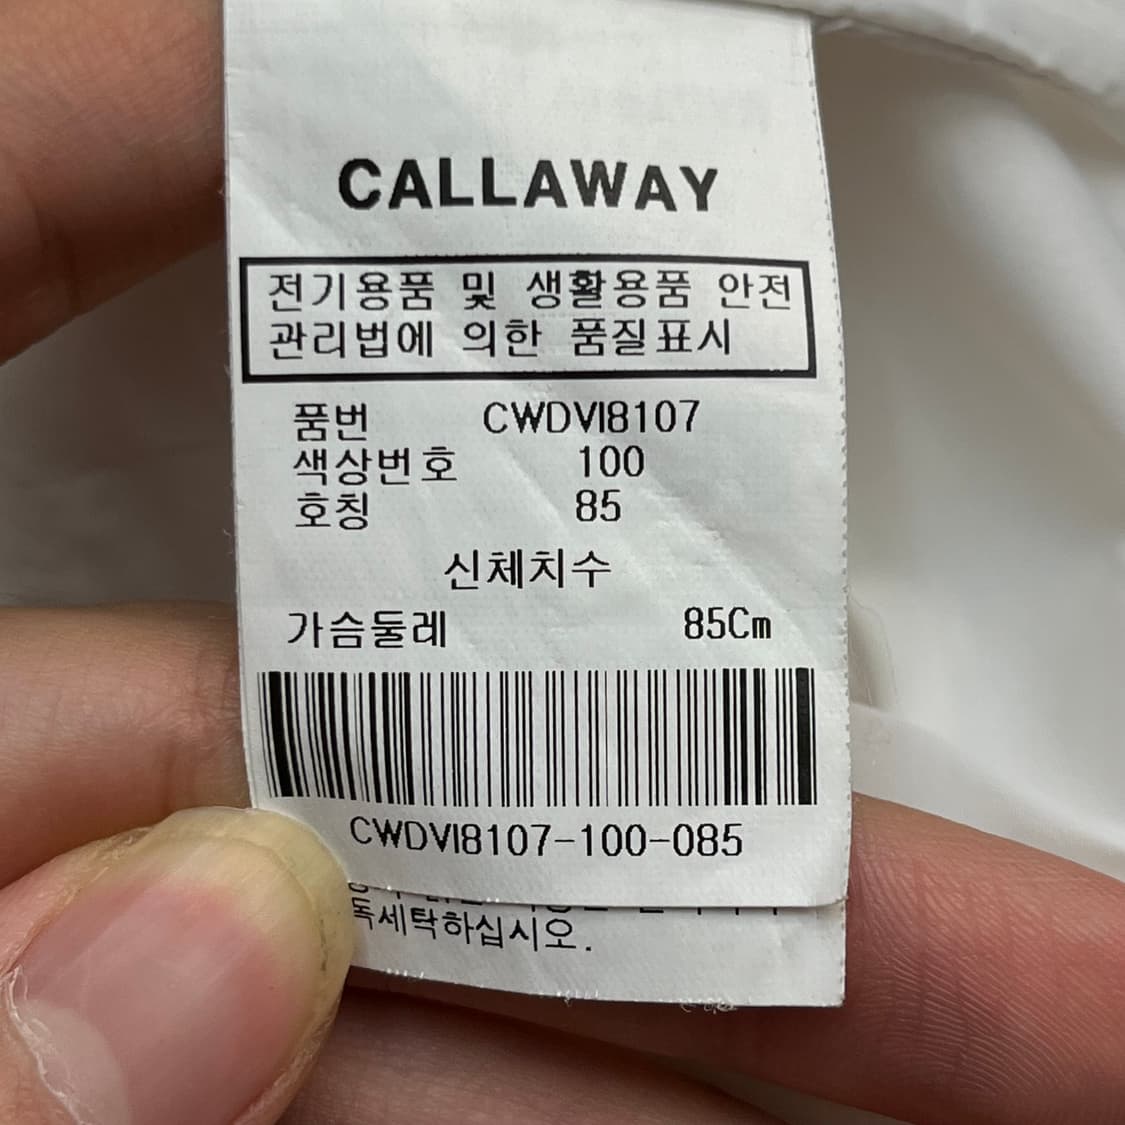 CALLAWAY
전기용품 및 생활용품 안전
관리법에 의한 품질표시
품번 CWDVI8107
색상번호 100
호칭 85
신체치수
가슴둘레 85Cm
CWDVI8107-100-085
독세탁하십시오.